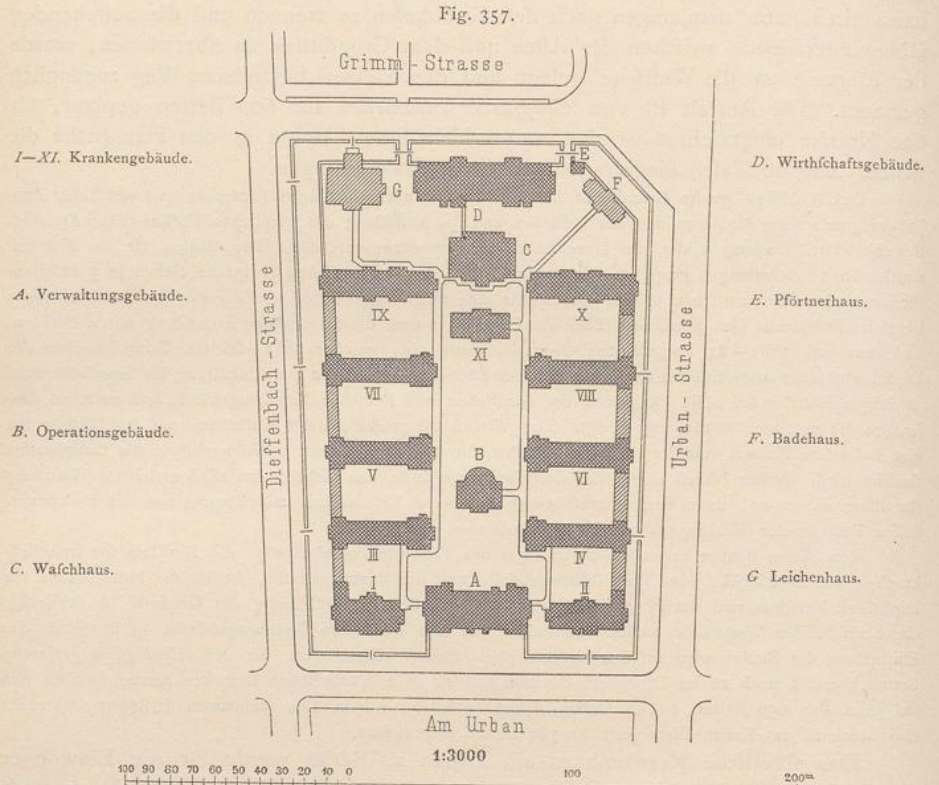 Fig. 357.
Grimm - Strasse
I—XI. Krankengebäude.
A. Verwaltungsgebäude.
B. Operationsgebäude.
C. Waſchhaus.
D. Wirthſchaftsgebäude.
E. Pförtnerhaus.
F. Badehaus.
G Leichenhaus.
Dieffenbach - Strasse
Urban - Strasse
E
G
F
D
C
IX
X
XI
VII
VIII
B
V
VI
III
IV
I
A
II
Am Urban
1:3000
100 90 80 70 60 50 40 30 20 10 0 100 200m